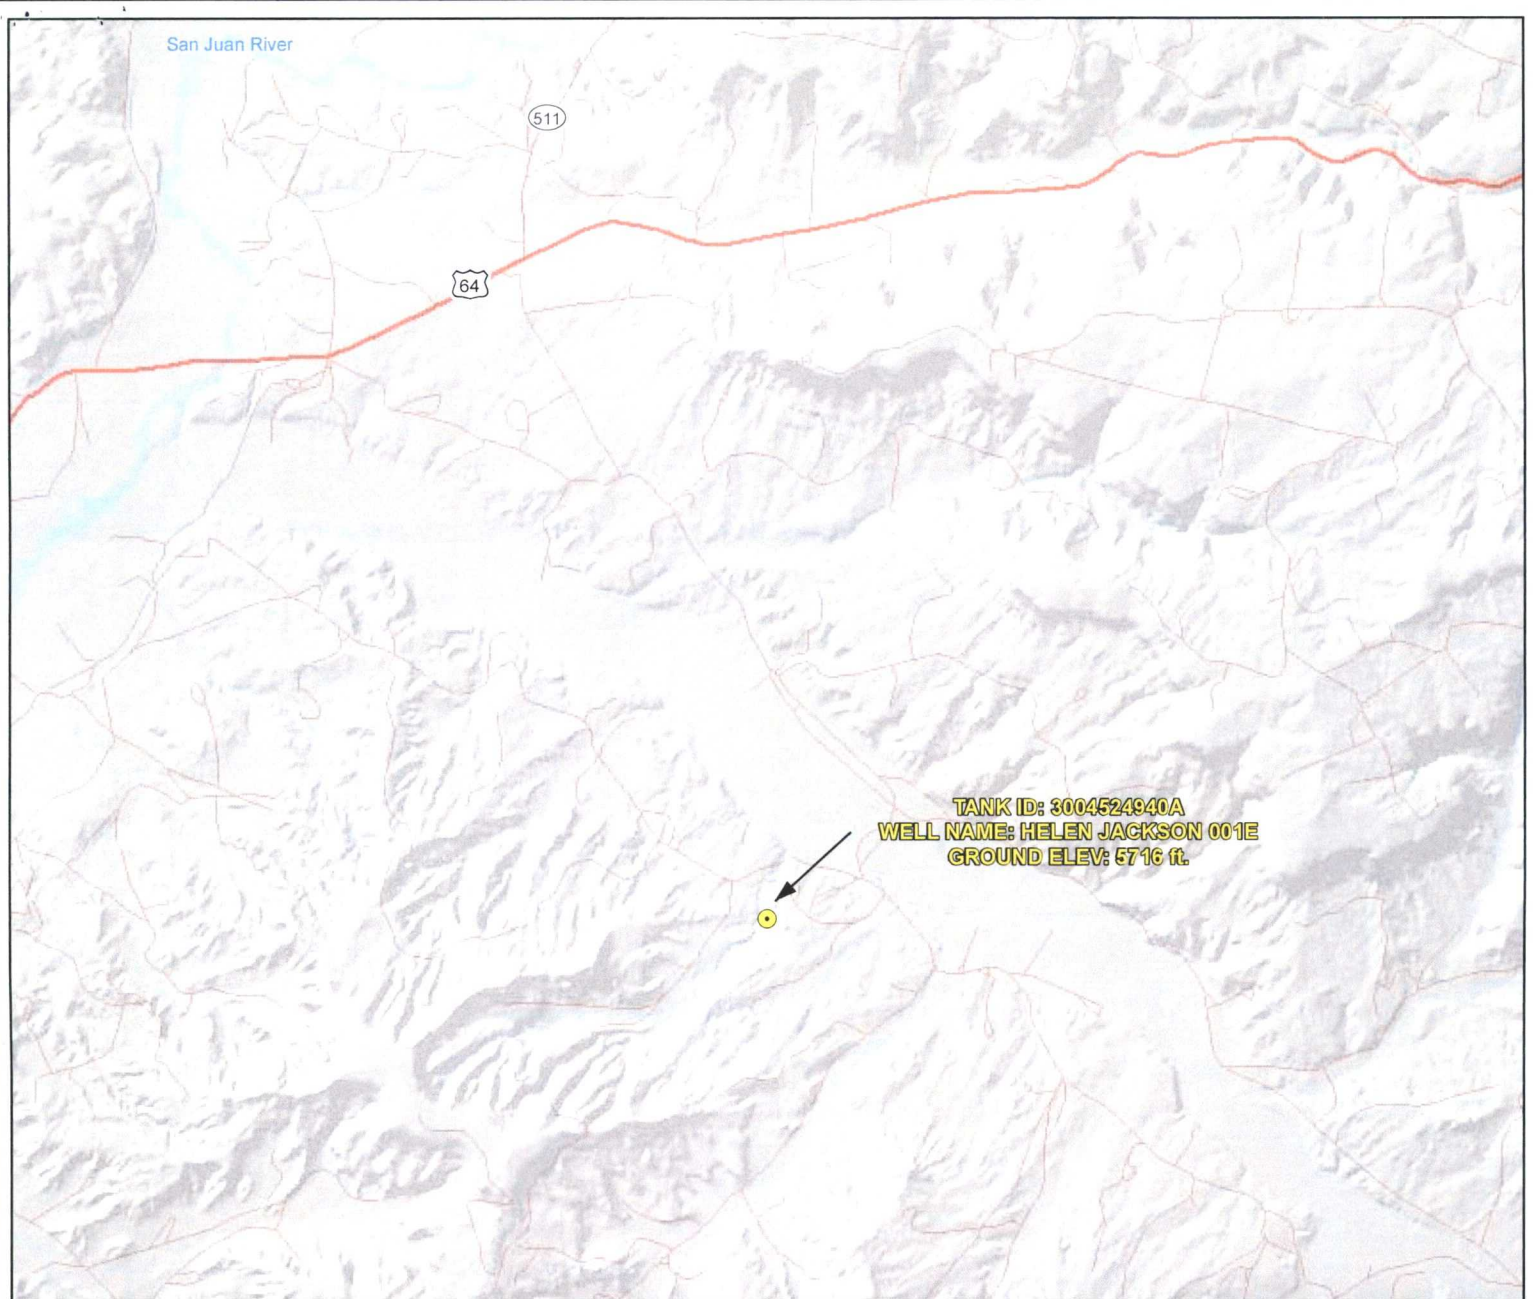 San Juan River
511
64
TANK ID: 3004524940A
WELL NAME: HELEN JACKSON 001E
GROUND ELEV: 5716 ft.